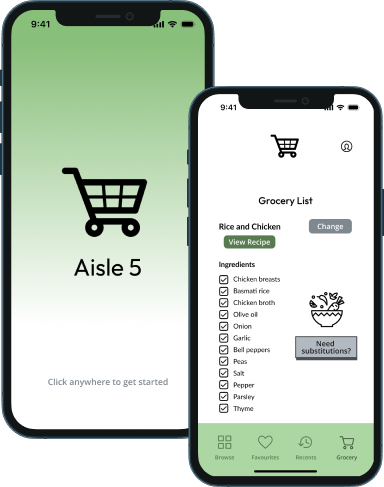 9:41
Aisle 5
Click anywhere to get started
9:41
Grocery List
Rice and Chicken
Change
View Recipe
Ingredients
Chicken breasts
Basmati rice
Chicken broth
Olive oil
Onion
Garlic
Bell peppers
Peas
Salt
Pepper
Parsley
Thyme
Need
substitutions?
Browse
Favourites
Recents
Grocery